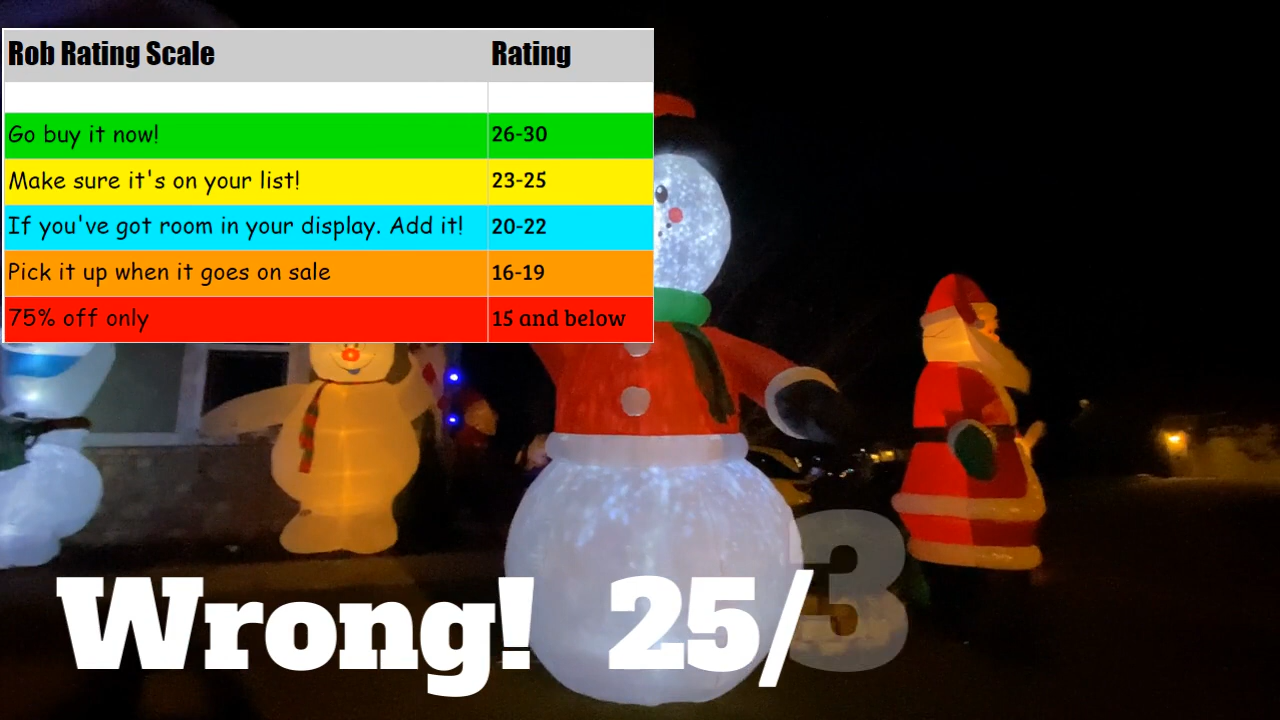 Rob Rating Scale Rating
Go buy it now! 26-30
Make sure it's on your list! 23-25
If you've got room in your display. Add it! 20-22
Pick it up when it goes on sale 16-19
75% off only 15 and below
Wrong! 25/3